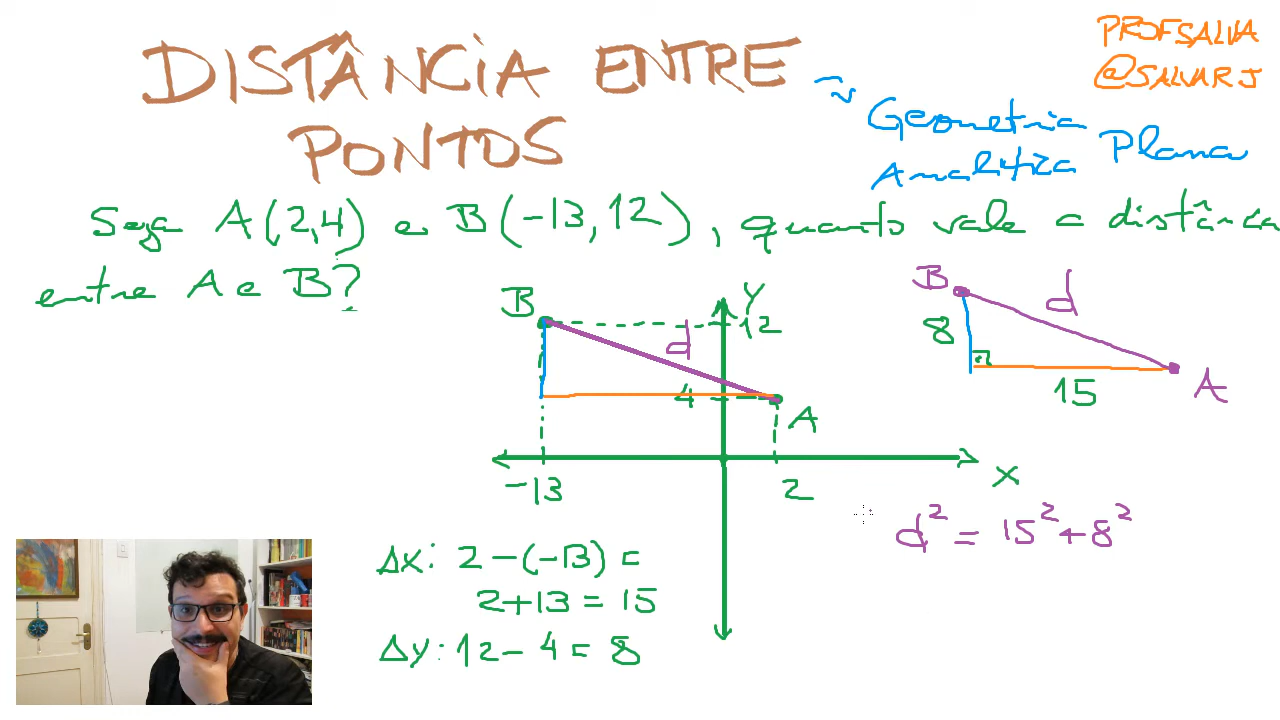 DISTÂNCIA ENTRE
PONTOS
PROFSALVA
@SALVARJ
Geometria
Analítica Plana
Seja A(2,4) e B(-13,12), quanto vale a distância
entre A e B?
B
Y
12
d
4
A
-13
2
X
B
d
8
15
A
d² = 15² + 8²
Δx: 2 - (-13) =
2 + 13 = 15
Δy: 12 - 4 = 8